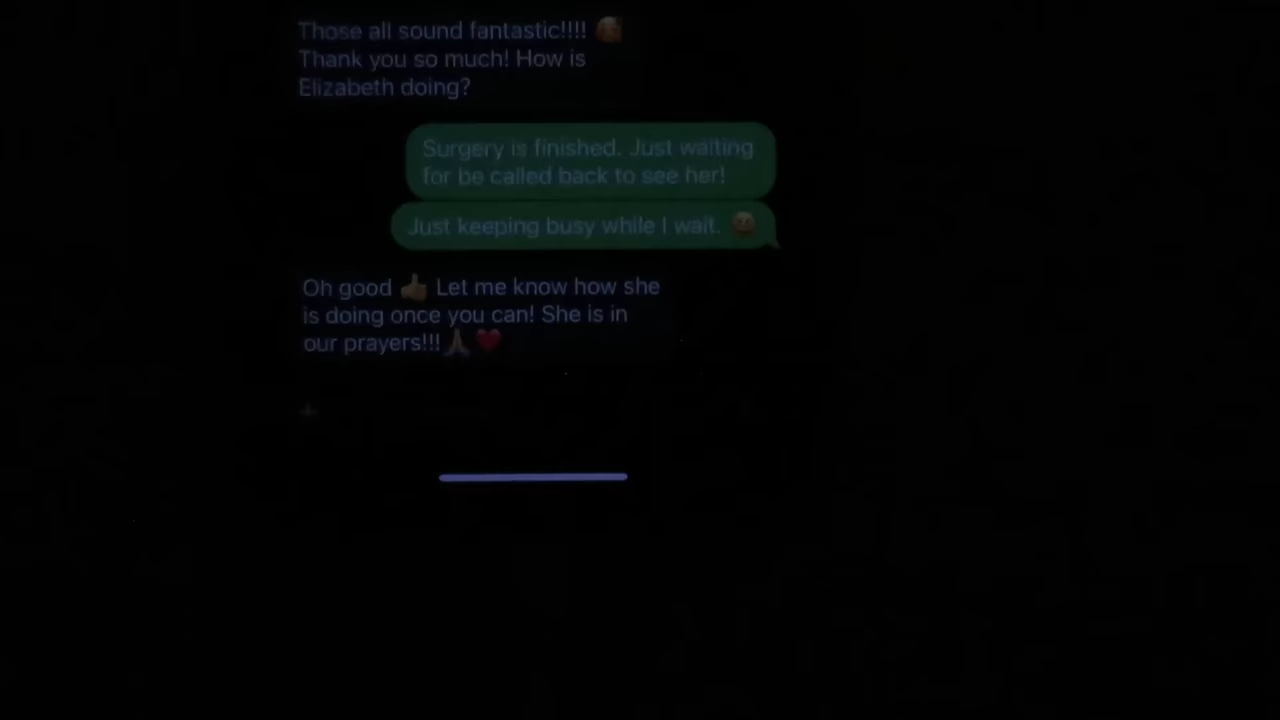 Those all sound fantastic!!!! 🥰
Thank you so much! How is
Elizabeth doing?
Surgery is finished. Just waiting
for be called back to see her!
Just keeping busy while I wait. 😊
Oh good 👍 Let me know how she
is doing once you can! She is in
our prayers!!!🙏❤️
+